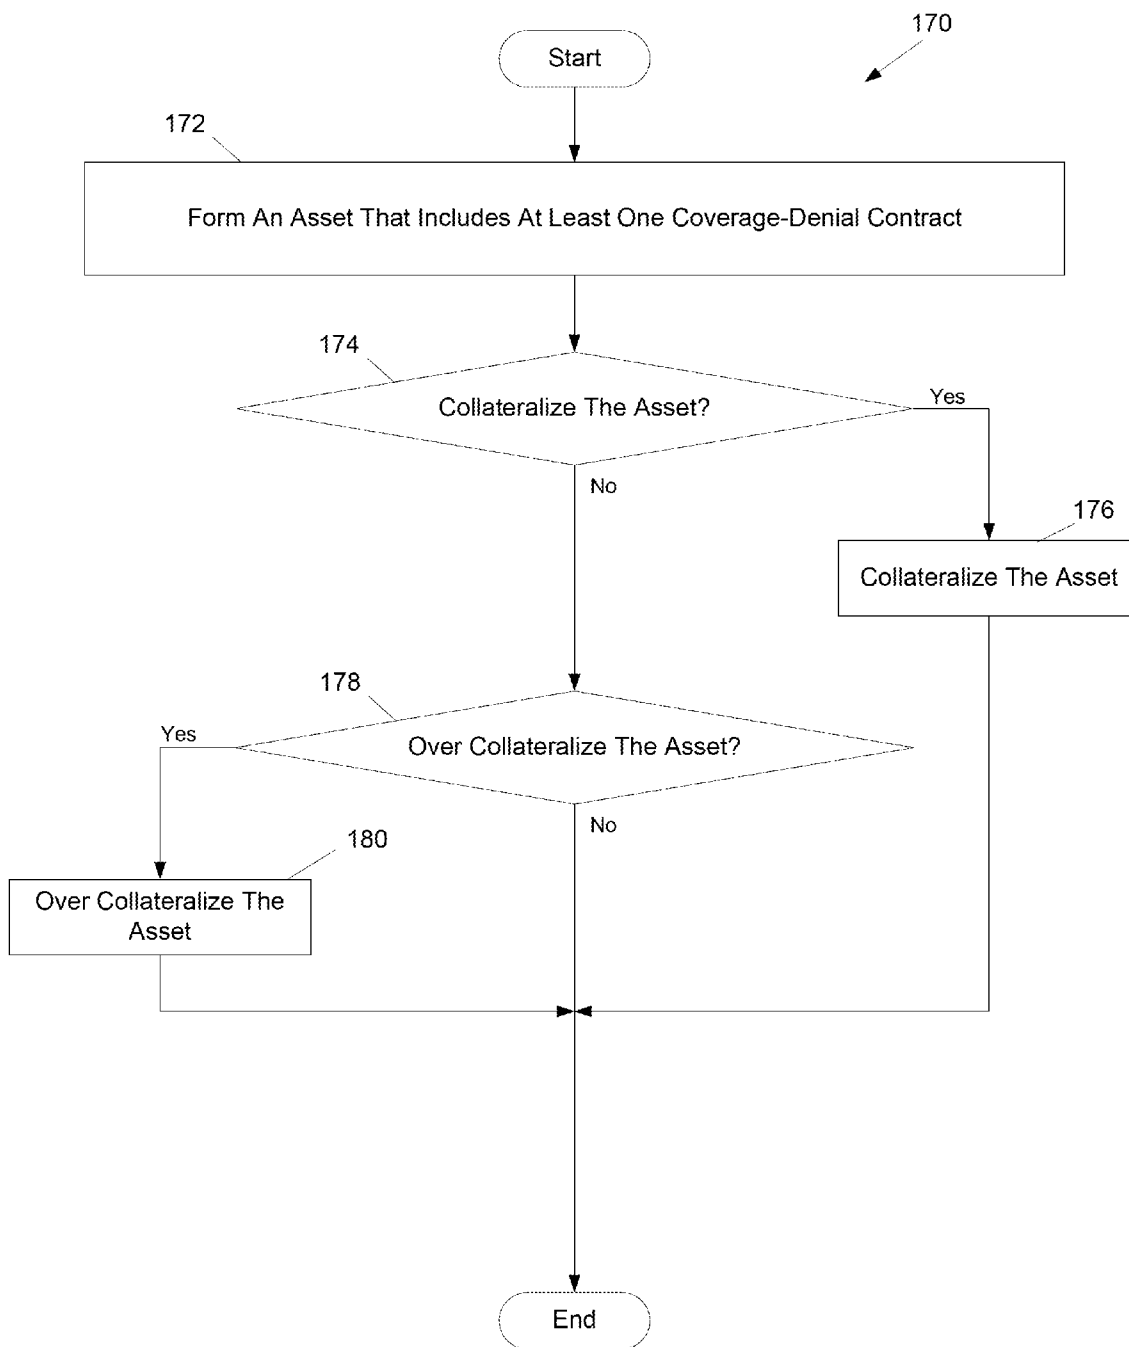 170
Start
172
Form An Asset That Includes At Least One Coverage-Denial Contract
174
Collateralize The Asset?
Yes
No
176
Collateralize The Asset
178
Yes
Over Collateralize The Asset?
No
180
Over Collateralize The
Asset
End